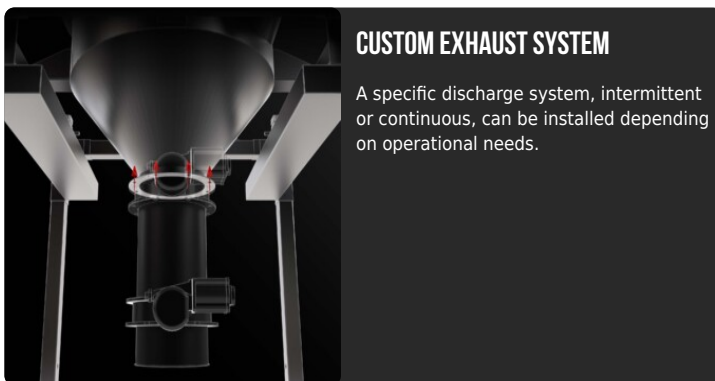 CUSTOM EXHAUST SYSTEM
A specific discharge system, intermittent
or continuous, can be installed depending
on operational needs.